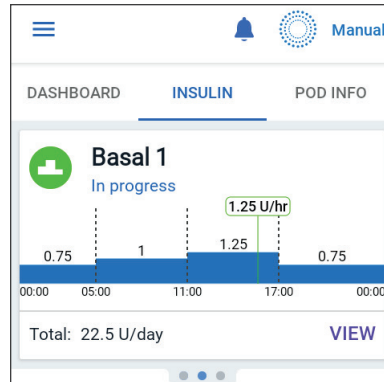 Manual
DASHBOARD INSULIN POD INFO
Basal 1
In progress
1.25 U/hr
0.75 1 1.25 0.75
00:00 05:00 11:00 17:00 00:00
Total: 22.5 U/day VIEW